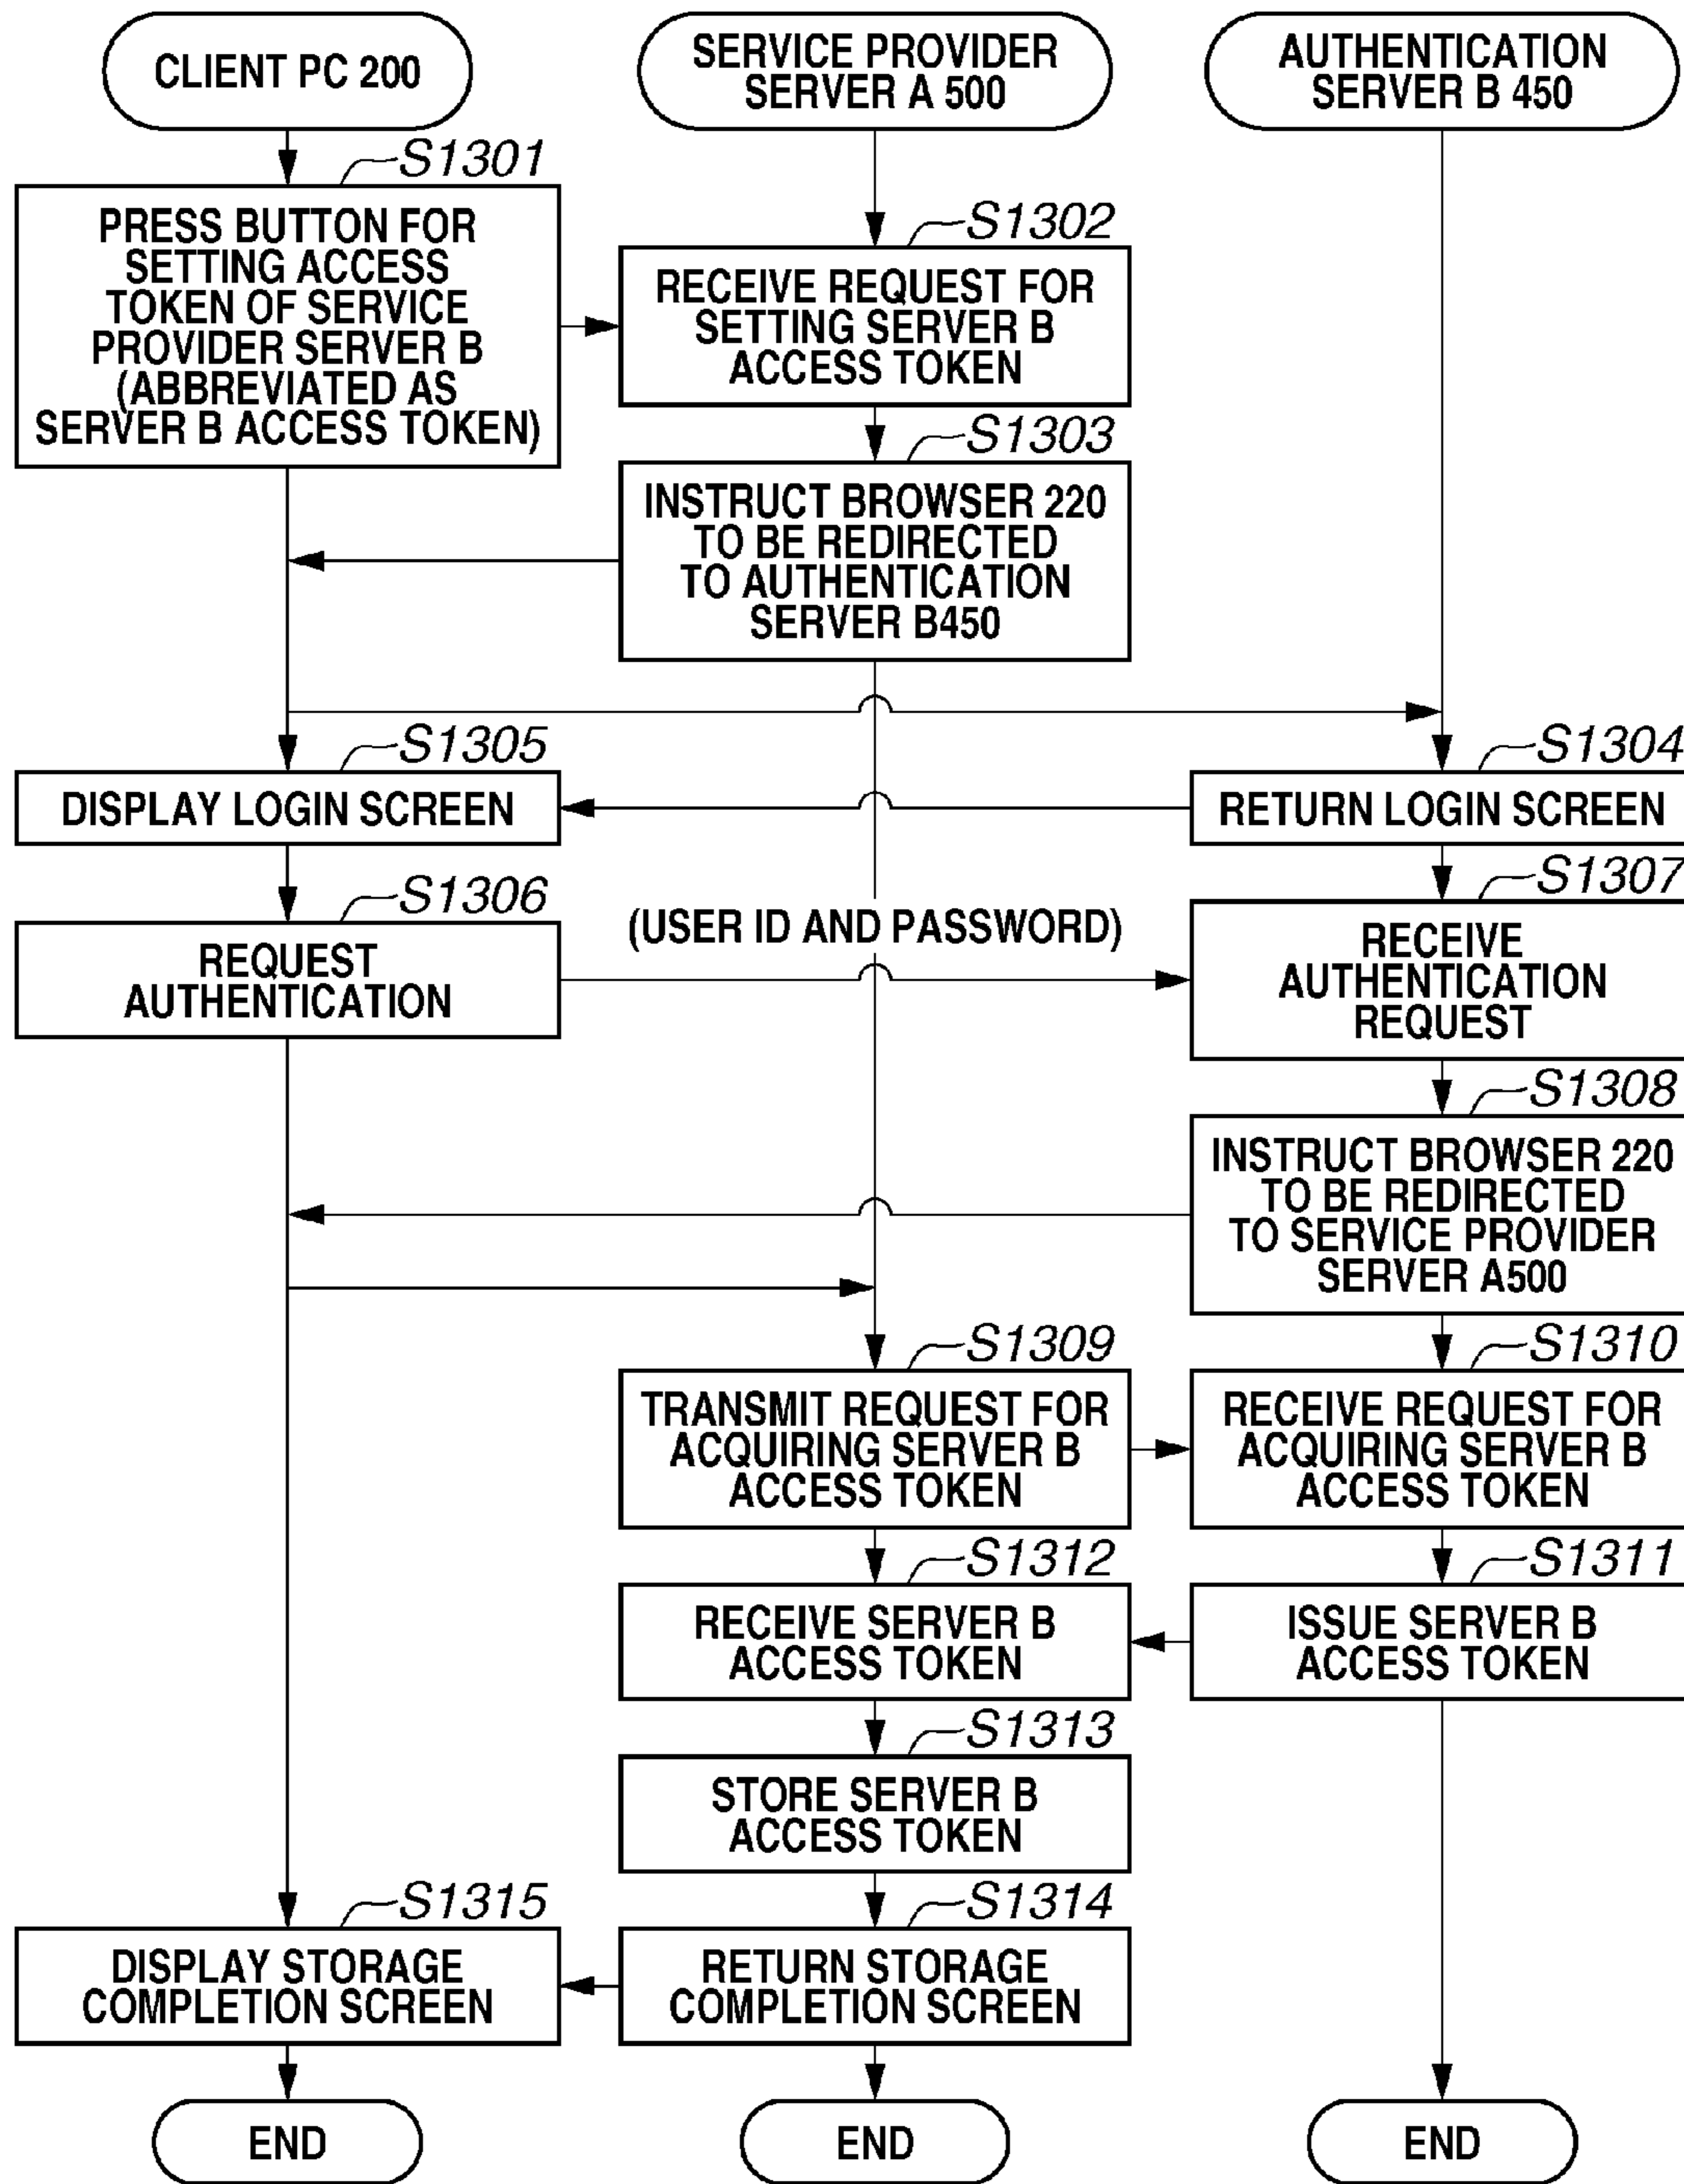 CLIENT PC 200
SERVICE PROVIDER
SERVER A 500
AUTHENTICATION
SERVER B 450
S1301
PRESS BUTTON FOR
SETTING ACCESS
TOKEN OF SERVICE
PROVIDER SERVER B
(ABBREVIATED AS
SERVER B ACCESS TOKEN)
S1302
RECEIVE REQUEST FOR
SETTING SERVER B
ACCESS TOKEN
S1303
INSTRUCT BROWSER 220
TO BE REDIRECTED
TO AUTHENTICATION
SERVER B450
S1305
DISPLAY LOGIN SCREEN
S1304
RETURN LOGIN SCREEN
S1306
REQUEST
AUTHENTICATION
(USER ID AND PASSWORD)
S1307
RECEIVE
AUTHENTICATION
REQUEST
S1308
INSTRUCT BROWSER 220
TO BE REDIRECTED
TO SERVICE PROVIDER
SERVER A500
S1309
TRANSMIT REQUEST FOR
ACQUIRING SERVER B
ACCESS TOKEN
S1310
RECEIVE REQUEST FOR
ACQUIRING SERVER B
ACCESS TOKEN
S1312
RECEIVE SERVER B
ACCESS TOKEN
S1311
ISSUE SERVER B
ACCESS TOKEN
S1313
STORE SERVER B
ACCESS TOKEN
S1315
DISPLAY STORAGE
COMPLETION SCREEN
S1314
RETURN STORAGE
COMPLETION SCREEN
END
END
END